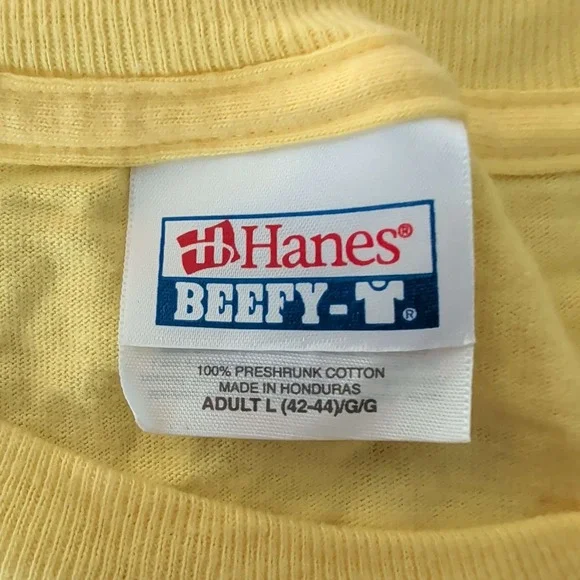 Hanes®
BEEFY-T®
100% PRESHRUNK COTTON
MADE IN HONDURAS
ADULT L (42-44)/G/G